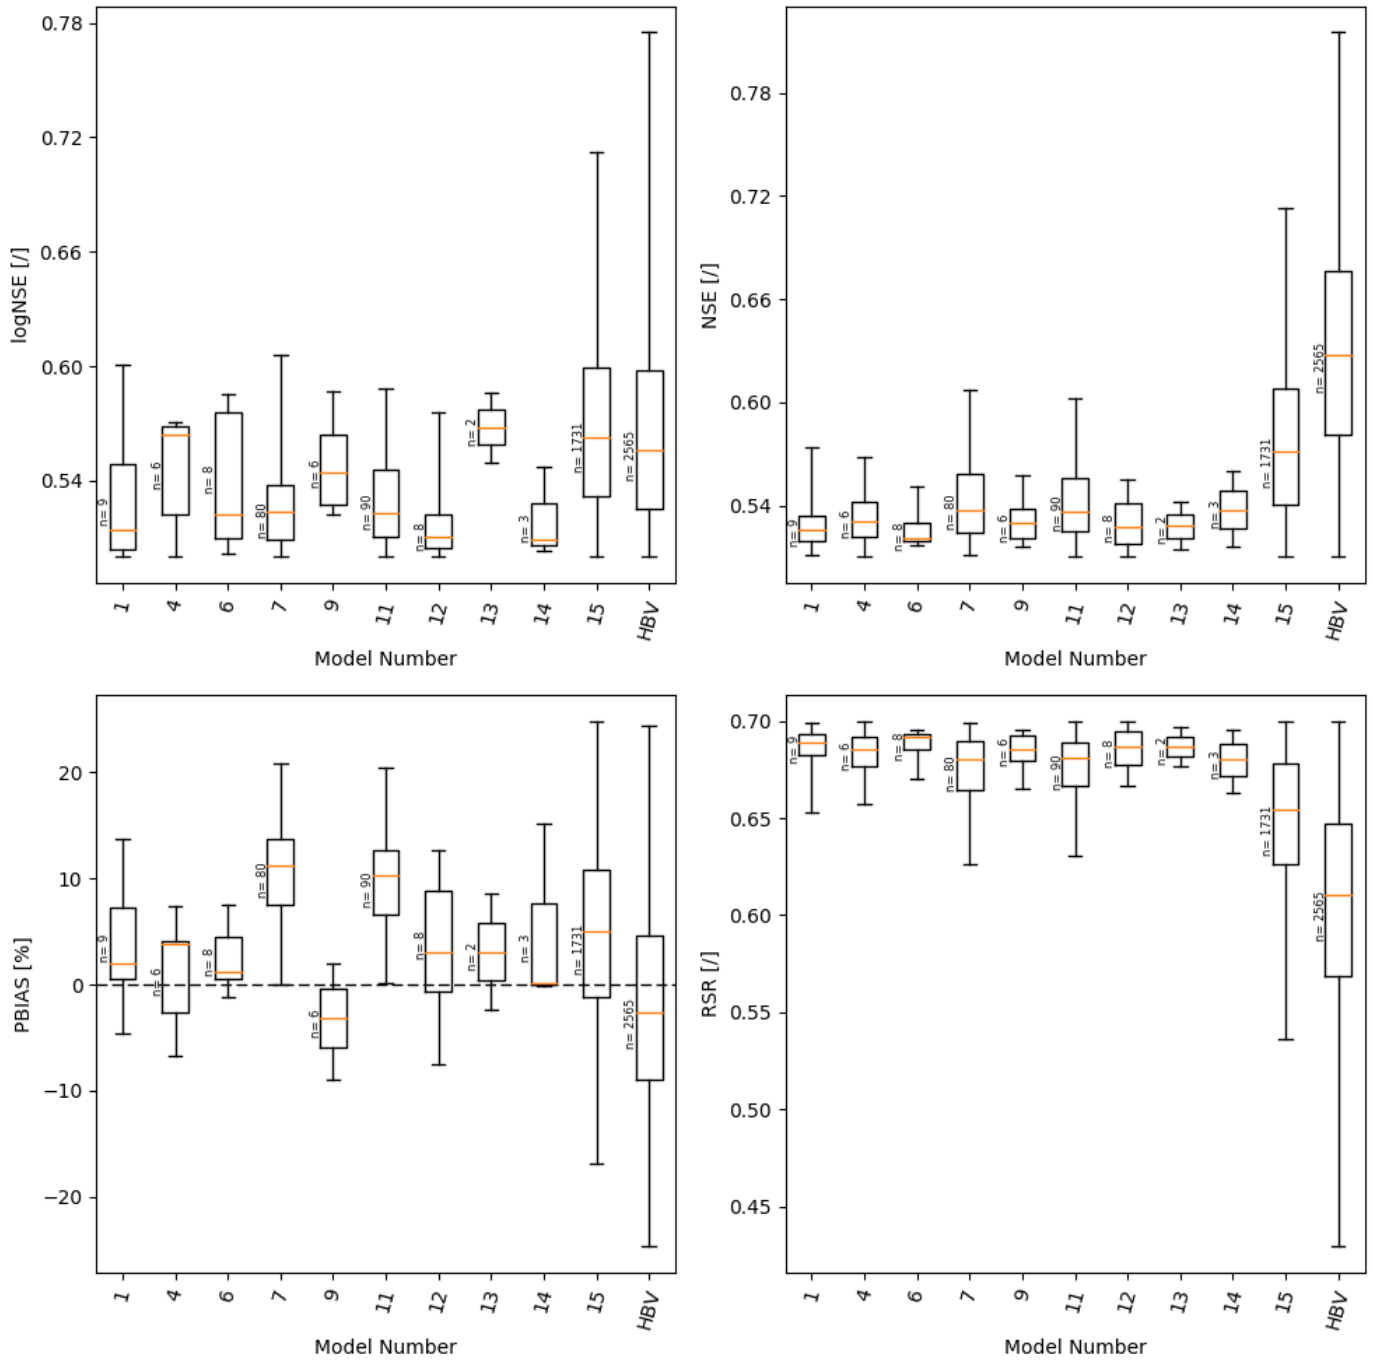 0.78
0.72
0.66
0.60
0.54
logNSE [/]
n= 9
n= 6
n= 8
n= 80
n= 6
n= 90
n= 8
n= 2
n= 3
n= 1731
n= 2565
1 4 6 7 9 11 12 13 14 15 HBV
Model Number
0.78
0.72
0.66
0.60
0.54
NSE [/]
n= 9
n= 6
n= 8
n= 80
n= 6
n= 90
n= 8
n= 2
n= 3
n= 1731
n= 2565
1 4 6 7 9 11 12 13 14 15 HBV
Model Number
20
10
0
−10
−20
PBIAS [%]
n= 9
n= 6
n= 8
n= 80
n= 6
n= 90
n= 8
n= 2
n= 3
n= 1731
n= 2565
1 4 6 7 9 11 12 13 14 15 HBV
Model Number
0.70
0.65
0.60
0.55
0.50
0.45
RSR [/]
n= 9
n= 6
n= 8
n= 80
n= 6
n= 90
n= 8
n= 2
n= 3
n= 1731
n= 2565
1 4 6 7 9 11 12 13 14 15 HBV
Model Number